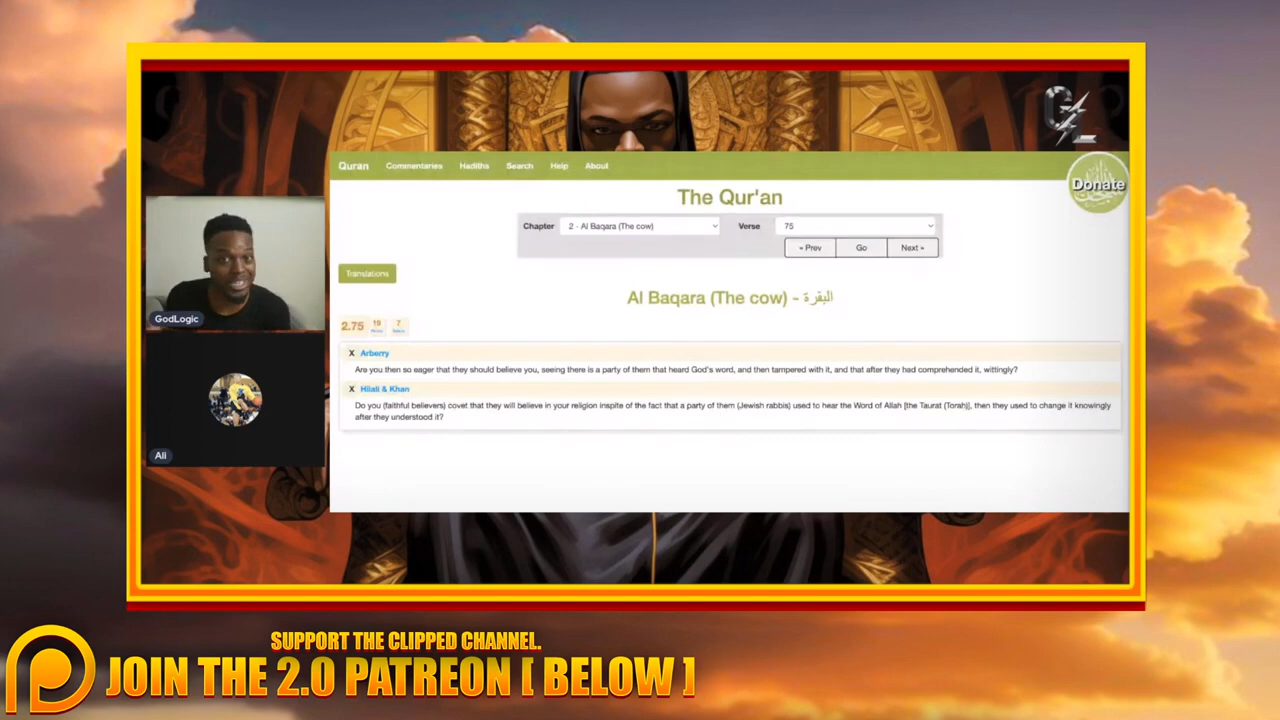 GL
Quran Commentaries Hadiths Search Help About
Donate
The Qur'an
Chapter 2 - Al Baqara (The cow) Verse 75
« Prev Go Next »
Translations
Al Baqara (The cow) - البقرة
2.75 18 7
X Arberry
Are you then so eager that they should believe you, seeing there is a party of them that heard God's word, and then tampered with it, and that after they had comprehended it, wittingly?
X Hilali & Khan
Do you (faithful believers) covet that they will believe in your religion inspite of the fact that a party of them (Jewish rabbis) used to hear the Word of Allah [the Taurat (Torah)], then they used to change it knowingly
after they understood it?
GodLogic
Ali
SUPPORT THE CLIPPED CHANNEL.
JOIN THE 2.0 PATREON [ BELOW ]